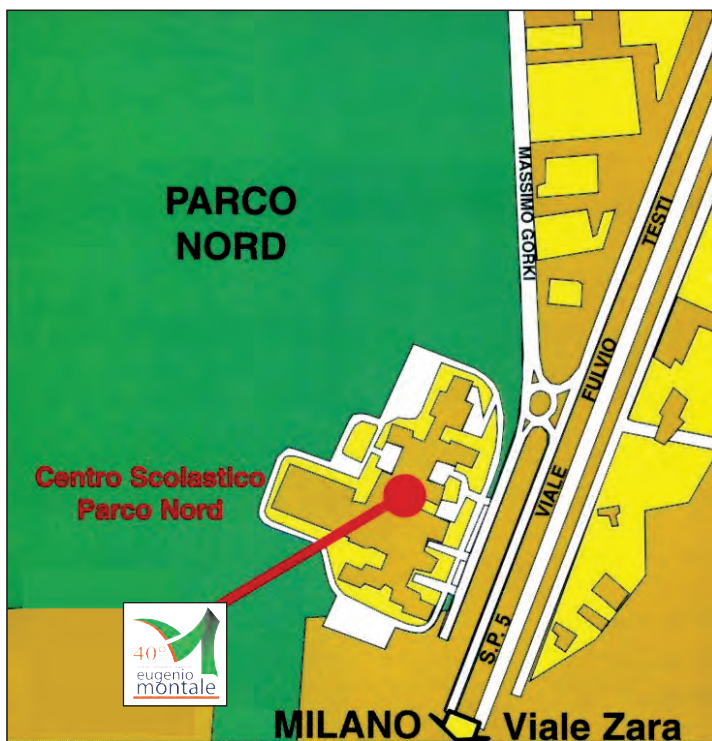 PARCO
NORD
MASSIMO GORKI
TESTI
FULVIO
VIALE
Centro Scolastico
Parco Nord
S.P. 5
40°
eugenio
montale
MILANO
Viale Zara